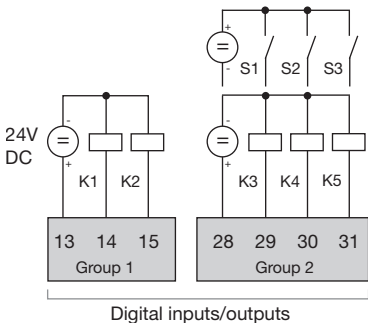 +
=
-
S1 S2 S3
24V
DC
-
=
+
K1 K2
-
=
+
K3 K4 K5
13 14 15
Group 1
28 29 30 31
Group 2
Digital inputs/outputs